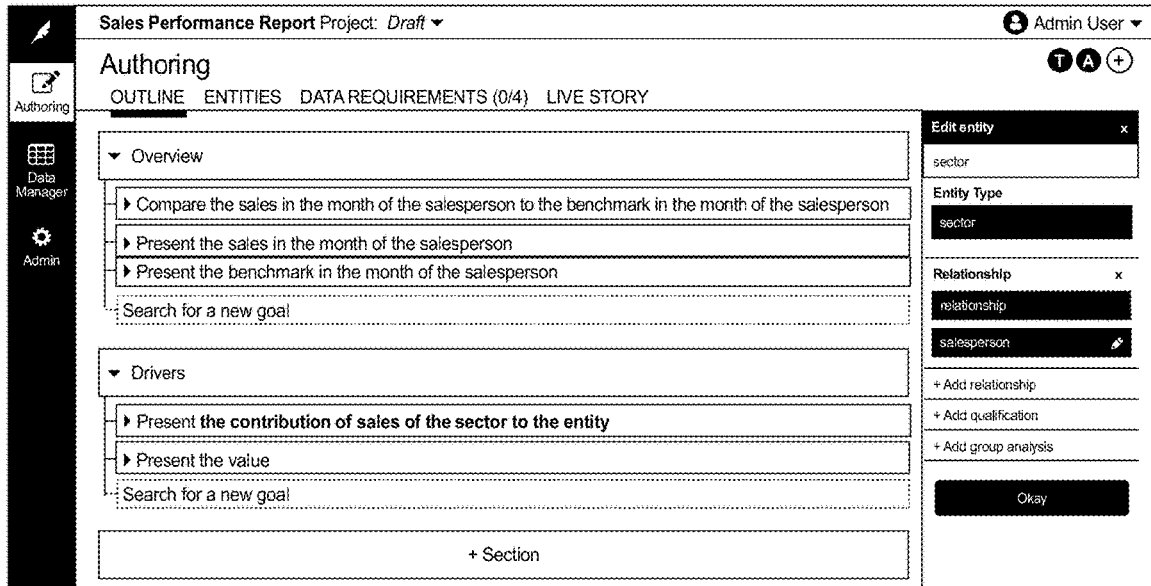 Sales Performance Report Project: Draft
Admin User
Authoring
T A +
OUTLINE ENTITIES DATA REQUIREMENTS (0/4) LIVE STORY
Authoring
Data
Manager
Admin
Overview
Compare the sales in the month of the salesperson to the benchmark in the month of the salesperson
Present the sales in the month of the salesperson
Present the benchmark in the month of the salesperson
Search for a new goal
Drivers
Present the contribution of sales of the sector to the entity
Present the value
Search for a new goal
+ Section
Edit entity x
sector
Entity Type
sector
Relationship x
relationship
salesperson
+ Add relationship
+ Add qualification
+ Add group analysis
Okay